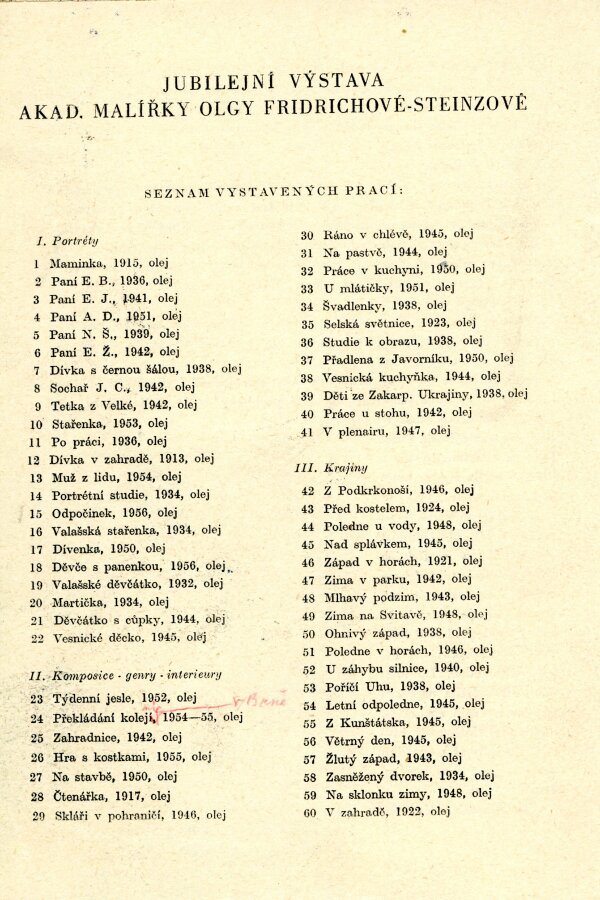 JUBILEJNÍ VÝSTAVA
AKAD. MALÍŘKY OLGY FRIDRICHOVÉ-STEINZOVÉ
SEZNAM VYSTAVENÝCH PRACÍ:
I. Portréty
1 Maminka, 1915, olej
2 Paní E. B., 1936, olej
3 Paní E. J., 1941, olej
4 Paní A. D., 1951, olej
5 Paní N. Š., 1939, olej
6 Paní E. Ž., 1942, olej
7 Dívka s černou šálou, 1938, olej
8 Sochař J. C., 1942, olej
9 Tetka z Velké, 1942, olej
10 Stařenka, 1953, olej
11 Po práci, 1936, olej
12 Dívka v zahradě, 1913, olej
13 Muž z lidu, 1954, olej
14 Portrétní studie, 1934, olej
15 Odpočinek, 1956, olej
16 Valašská stařenka, 1934, olej
17 Dívenka, 1950, olej
18 Děvče s panenkou, 1956, olej
19 Valašské děvčátko, 1932, olej
20 Martička, 1934, olej
21 Děvčátko s cůpky, 1944, olej
22 Vesnické děcko, 1945, olej
II. Komposice - genry - interieury
23 Týdenní jesle, 1952, olej
v Brně
24 Překládání kolejí, 1954—55, olej
25 Zahradnice, 1942, olej
26 Hra s kostkami, 1955, olej
27 Na stavbě, 1950, olej
28 Čtenářka, 1917, olej
29 Skláři v pohraničí, 1946, olej
30 Ráno v chlévě, 1945, olej
31 Na pastvě, 1944, olej
32 Práce v kuchyni, 1950, olej
33 U mlátičky, 1951, olej
34 Švadlenky, 1938, olej
35 Selská světnice, 1923, olej
36 Studie k obrazu, 1938, olej
37 Přadlena z Javorníku, 1950, olej
38 Vesnická kuchyňka, 1944, olej
39 Děti ze Zakarp. Ukrajiny, 1938, olej
40 Práce u stohu, 1942, olej
41 V plenairu, 1947, olej
III. Krajiny
42 Z Podkrkonoší, 1946, olej
43 Před kostelem, 1924, olej
44 Poledne u vody, 1948, olej
45 Nad splávkem, 1945, olej
46 Západ v horách, 1921, olej
47 Zima v parku, 1942, olej
48 Mlhavý podzim, 1943, olej
49 Zima na Svitavě, 1948, olej
50 Ohnivý západ, 1938, olej
51 Poledne v horách, 1946, olej
52 U záhybu silnice, 1940, olej
53 Poříčí Uhu, 1938, olej
54 Letní odpoledne, 1945, olej
55 Z Kunštátska, 1945, olej
56 Větrný den, 1945, olej
57 Žlutý západ, 1943, olej
58 Zasněžený dvorek, 1934, olej
59 Na sklonku zimy, 1948, olej
60 V zahradě, 1922, olej